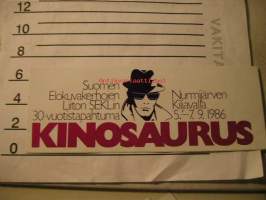 12
10
8
6
4
2
0
VAKITA
Suomen
Elokuvakerhojen
Liiton SEKLin
30-vuotistapahtuma
Nurmijärven
Kiljavalla
5.-7.9.1986
KINOSAURUS